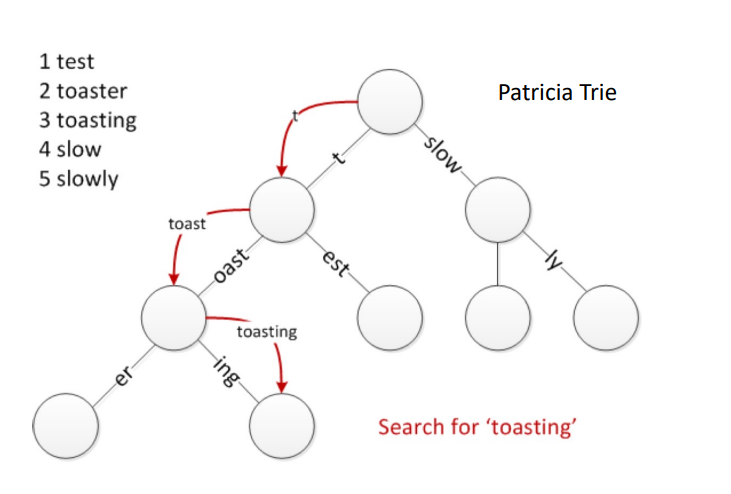 1 test
2 toaster
3 toasting
4 slow
5 slowly
Patricia Trie
t
t
slow
toast
oast
est
ly
toasting
er
ing
Search for ‘toasting’